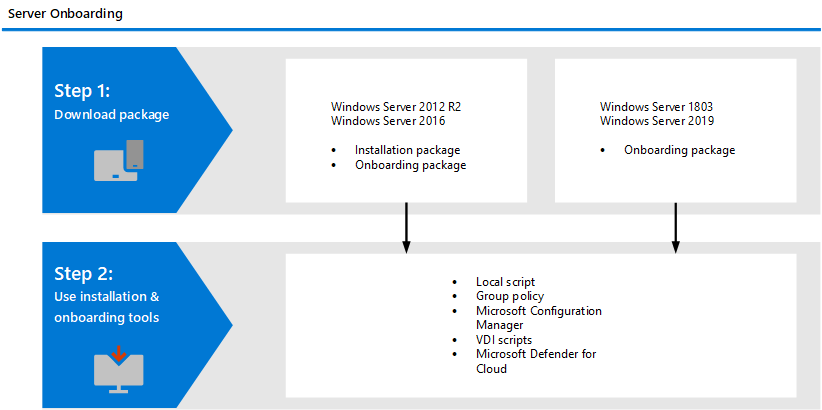 Server Onboarding
Step 1:
Download package
Windows Server 2012 R2
Windows Server 2016
• Installation package
• Onboarding package
Windows Server 1803
Windows Server 2019
• Onboarding package
Step 2:
Use installation &
onboarding tools
• Local script
• Group policy
• Microsoft Configuration
Manager
• VDI scripts
• Microsoft Defender for
Cloud